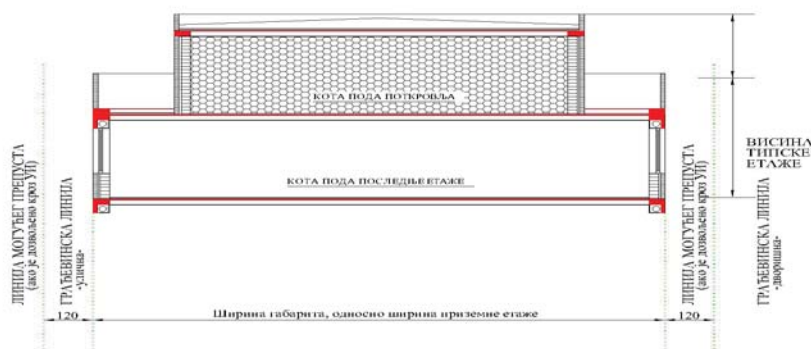 КОТА ПОДА ПОТКРОВЉА
КОТА ПОДА ПОСЛЕДЊЕ ЕТАЖЕ
ВИСИНА
ТИПСКЕ
ЕТАЖЕ
ЛИНИЈА МОГУЋЕГ ПРЕПУСТА
(ако је дозвољено кроз УП)
ГРАЂЕВИНСКА ЛИНИЈА
-улична-
ЛИНИЈА МОГУЋЕГ ПРЕПУСТА
(ако је дозвољено кроз УП)
ГРАЂЕВИНСКА ЛИНИЈА
-дворишна-
120
Ширина габарита, односно ширина приземне етаже
120